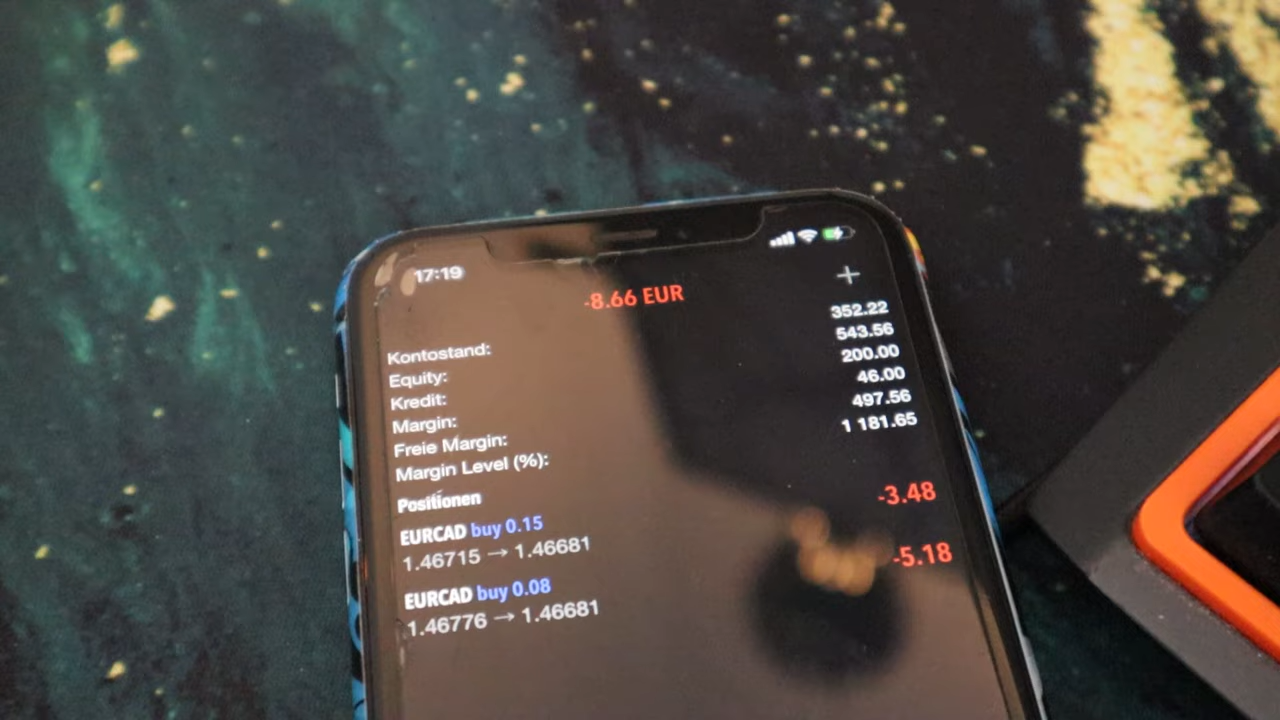 17:19
-8.66 EUR
+
Kontostand: 352.22
Equity: 543.56
Kredit: 200.00
Margin: 46.00
Freie Margin: 497.56
Margin Level (%): 1 181.65
Positionen
EURCAD buy 0.15 -3.48
1.46715 → 1.46681
EURCAD buy 0.08 -5.18
1.46776 → 1.46681